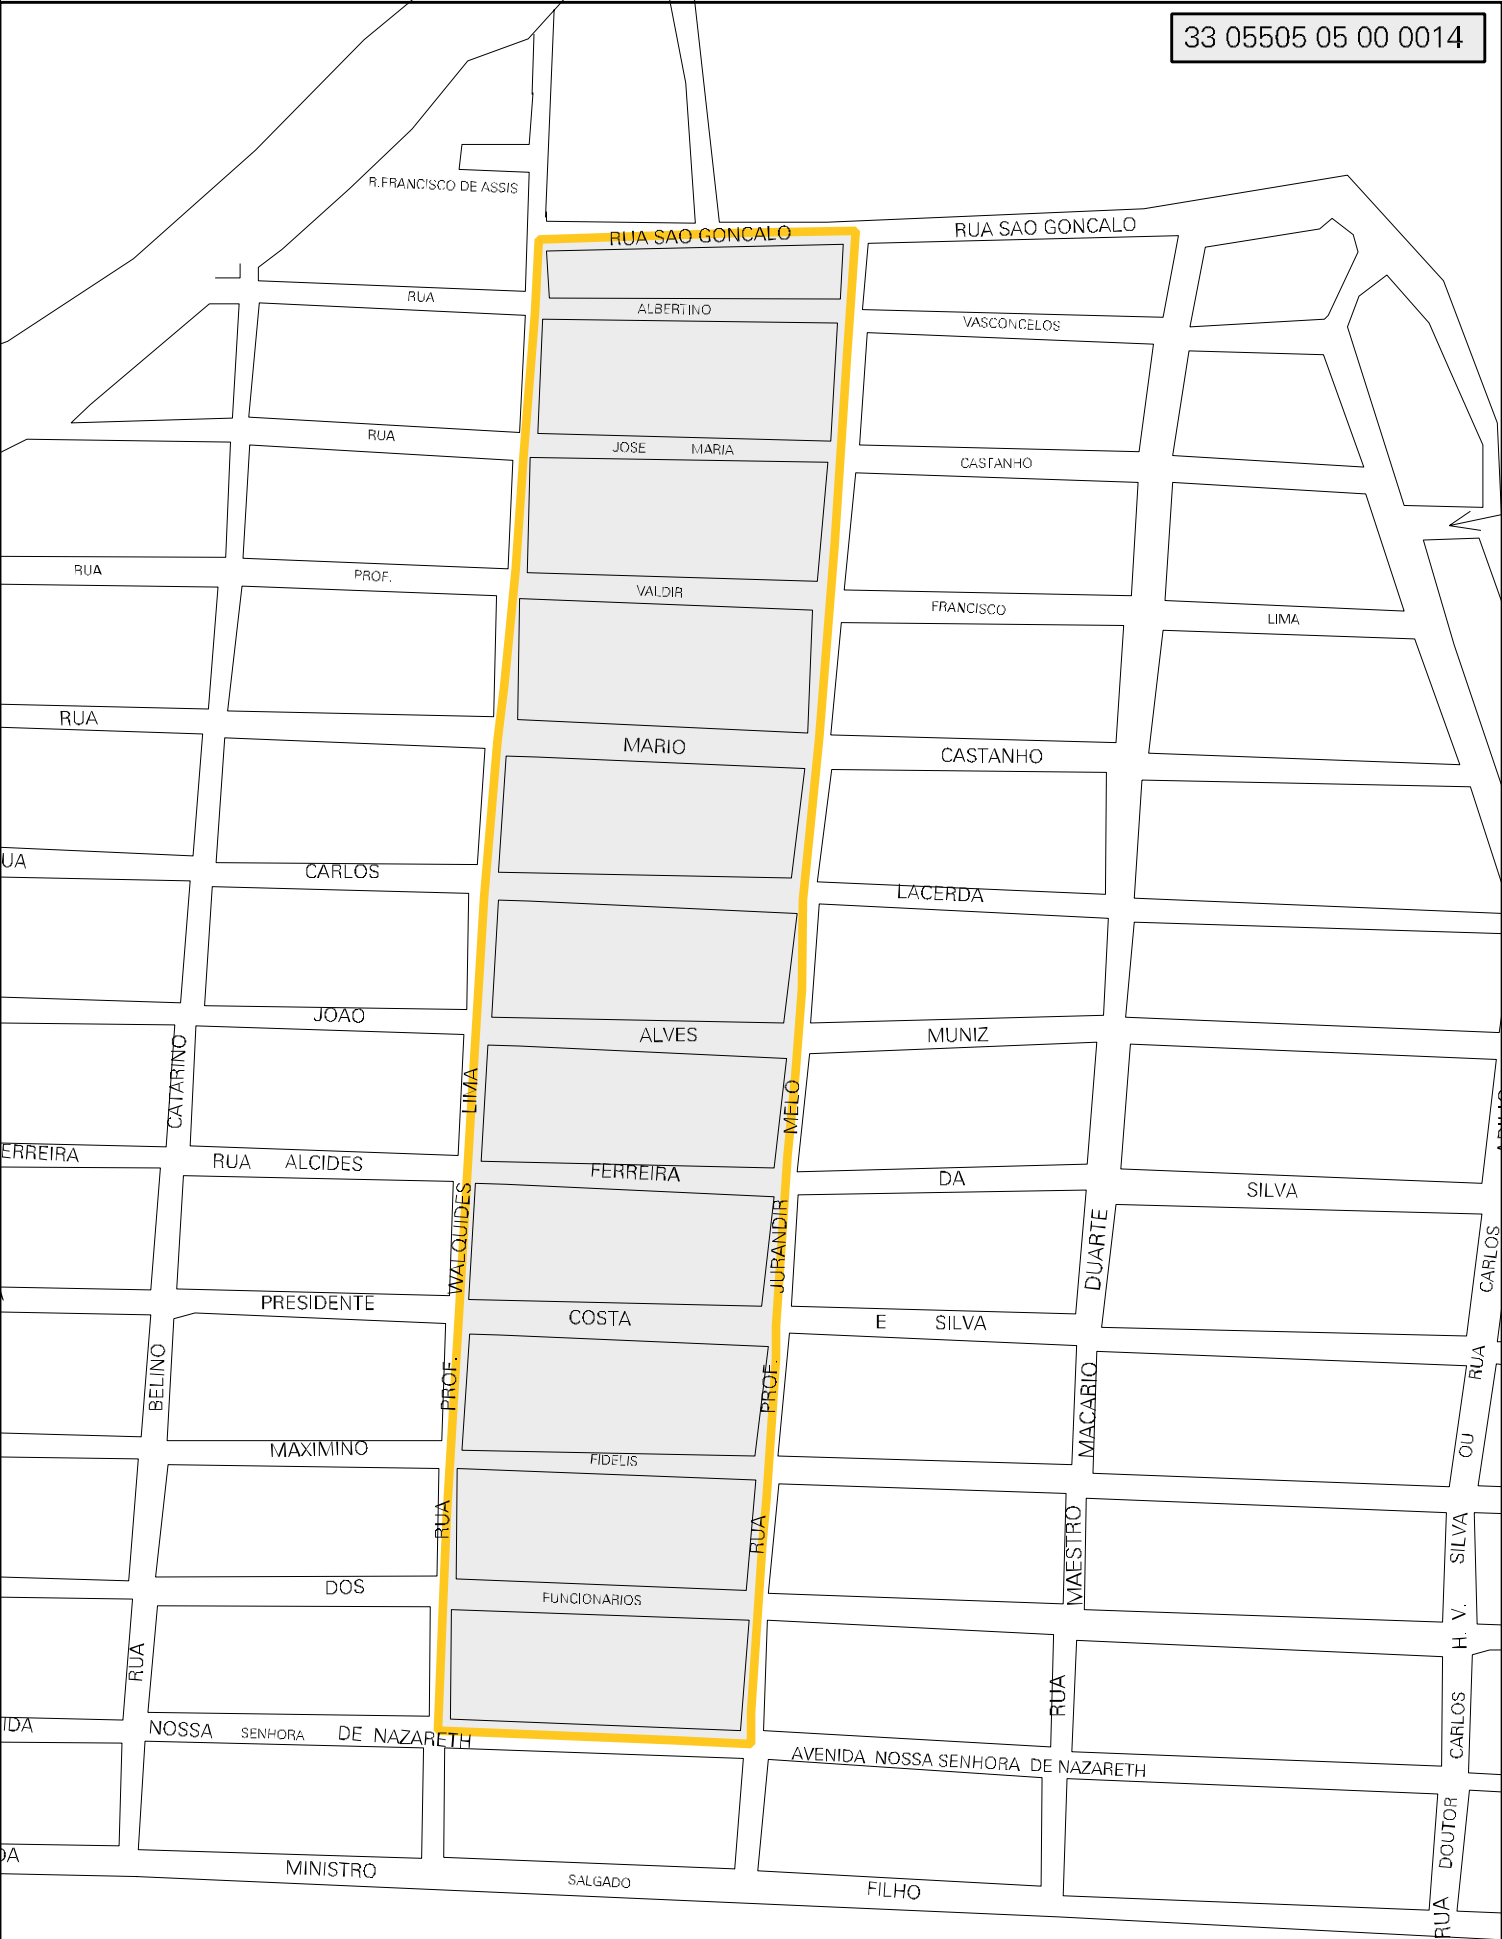 33 05505 05 00 0014
R.FRANCISCO DE ASSIS
RUA SAO GONCALO
RUA SAO GONCALO
RUA
ALBERTINO
VASCONCELOS
RUA
JOSE MARIA
CASTANHO
RUA
PROF.
VALDIR
FRANCISCO
LIMA
RUA
MARIO
CASTANHO
UA
CARLOS
LACERDA
JOAO
ALVES
MUNIZ
ERREIRA
RUA ALCIDES
FERREIRA
DA
SILVA
PRESIDENTE
COSTA
E SILVA
MAXIMINO
FIDELIS
DOS
FUNCIONARIOS
IDA
NOSSA SENHORA DE NAZARETH
AVENIDA NOSSA SENHORA DE NAZARETH
DA
MINISTRO
SALGADO
FILHO
RUA BELINO CATARINO
RUA PROF. WALQUIDES LIMA
RUA PROF. JURANDIR MELO
RUA MAESTRO MACARIO DUARTE
RUA DOUTOR CARLOS H. V. SILVA OU RUA CARLOS